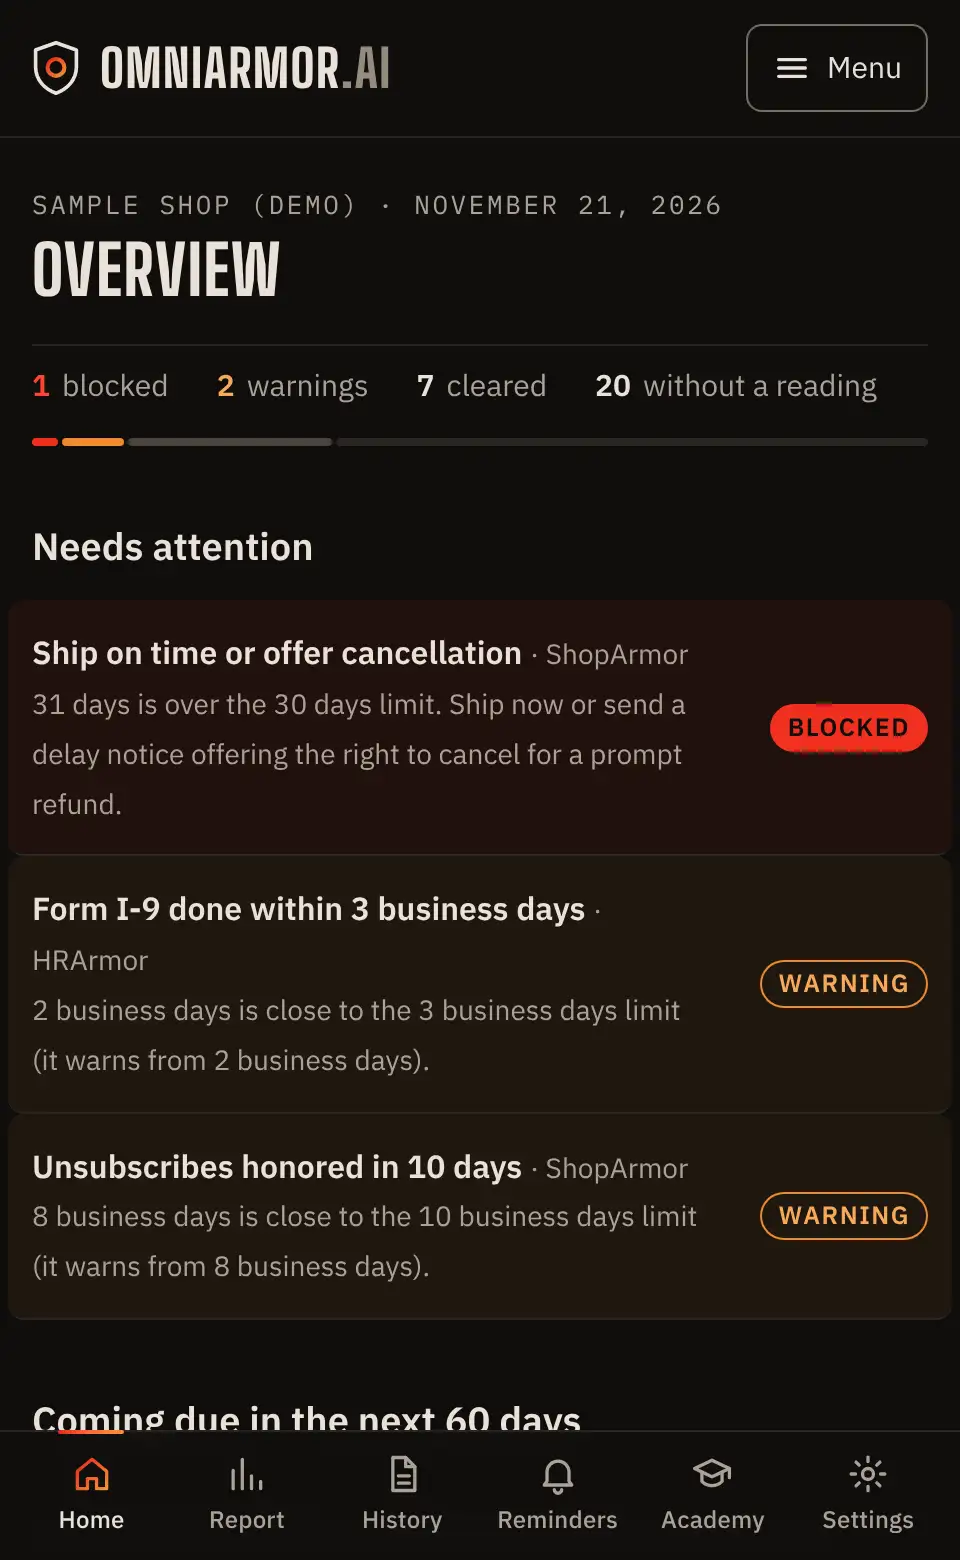 OMNIARMOR.AI
Menu
SAMPLE SHOP (DEMO) · NOVEMBER 21, 2026
OVERVIEW
1 blocked 2 warnings 7 cleared 20 without a reading
Needs attention
Ship on time or offer cancellation · ShopArmor
31 days is over the 30 days limit. Ship now or send a
delay notice offering the right to cancel for a prompt
refund.
BLOCKED
Form I-9 done within 3 business days ·
HRArmor
2 business days is close to the 3 business days limit
(it warns from 2 business days).
WARNING
Unsubscribes honored in 10 days · ShopArmor
8 business days is close to the 10 business days limit
(it warns from 8 business days).
WARNING
Coming due in the next 60 days
Home Report History Reminders Academy Settings